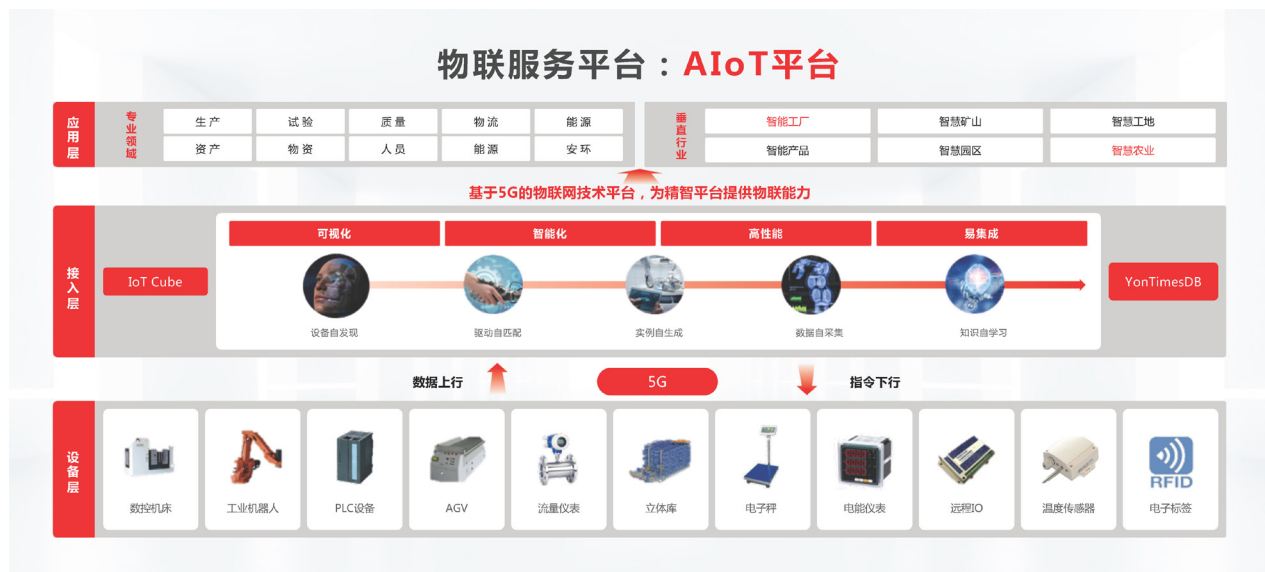 物联服务平台：AIoT平台
应用层
专业领域
生产 试验 质量 物流 能源
资产 物资 人员 能源 安环
垂直行业
智能工厂 智慧矿山 智慧工地
智能产品 智慧园区 智慧农业
基于5G的物联网技术平台，为精智平台提供物联能力
接入层
IoT Cube
可视化 智能化 高性能 易集成
设备自发现 驱动自匹配 实例自生成 数据自采集 知识自学习
YonTimesDB
数据上行 5G 指令下行
设备层
RFID
数控机床 工业机器人 PLC设备 AGV 流量仪表 立体库 电子秤 电能仪表 远程IO 温度传感器 电子标签